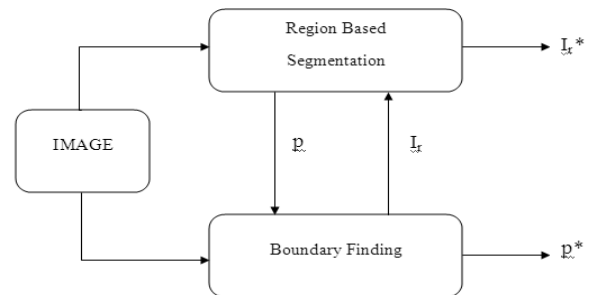 Region Based
Segmentation
Ir*
IMAGE
p
Ir
Boundary Finding
p*